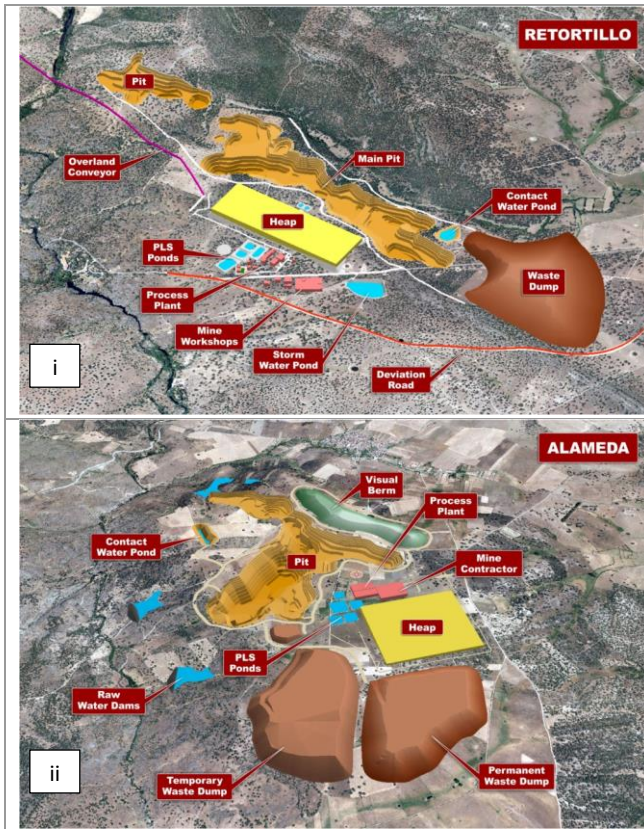 RETORTILLO
Pit
Overland
Conveyor
Main Pit
Contact
Water Pond
Heap
PLS
Ponds
Waste
Dump
Process
Plant
Mine
Workshops
Storm
Water Pond
Deviation
Road
i
ALAMEDA
Visual
Berm
Process
Plant
Contact
Water Pond
Pit
Mine
Contractor
Heap
PLS
Ponds
Raw
Water Dams
Temporary
Waste Dump
Permanent
Waste Dump
ii